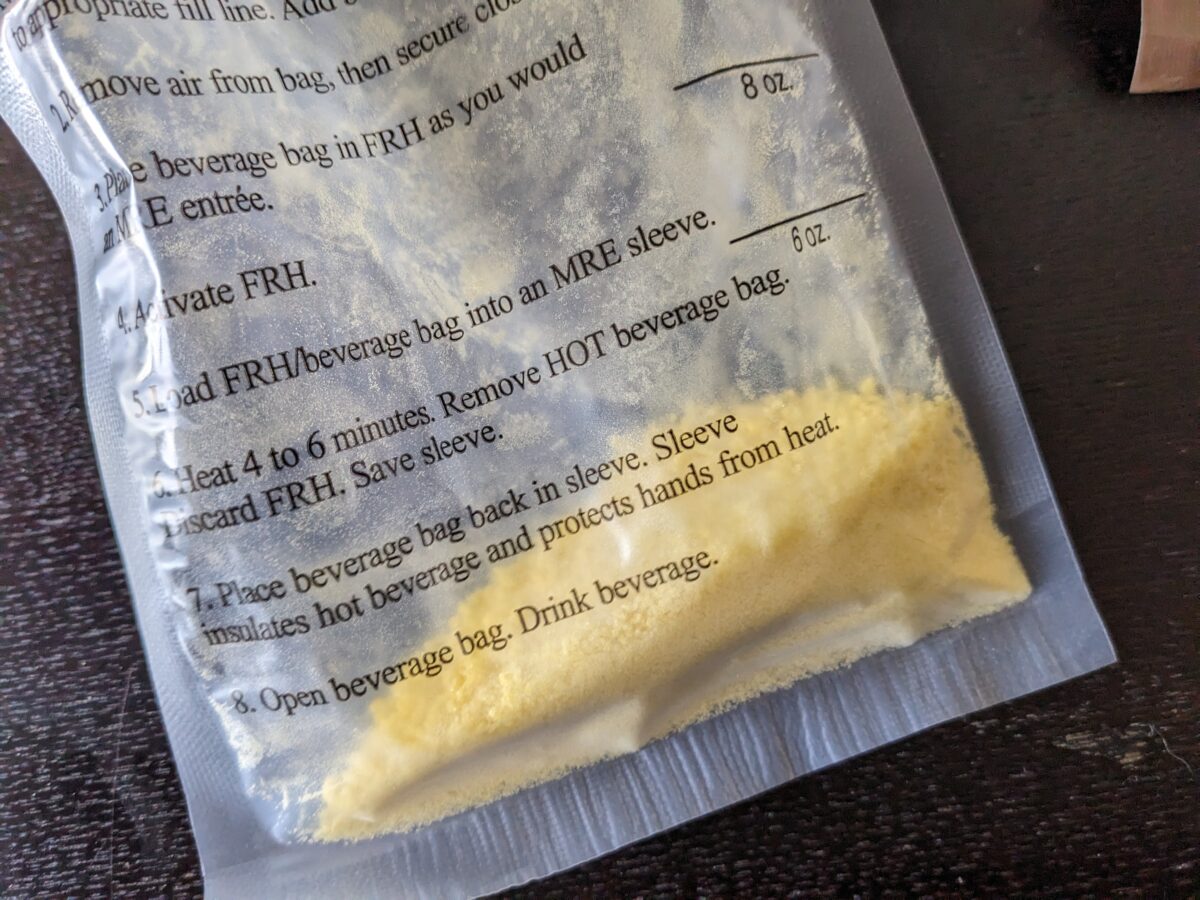 to appropriate fill line. Add
2. Remove air from bag, then secure
3. Place beverage bag in FRH as you would
an MRE entrée.
4. Activate FRH.
5. Load FRH/beverage bag into an MRE sleeve.
6. Heat 4 to 6 minutes. Remove HOT beverage bag.
Discard FRH. Save sleeve.
7. Place beverage bag back in sleeve. Sleeve
insulates hot beverage and protects hands from heat.
8. Open beverage bag. Drink beverage.
8 oz.
6 oz.